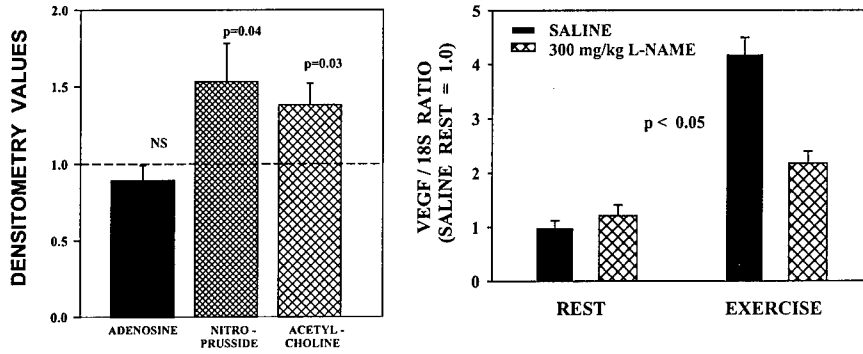 DENSITOMETRY VALUES
2.0
1.5
1.0
0.5
0.0
NS
p=0.04
p=0.03
ADENOSINE
NITRO -
PRUSSIDE
ACETYL -
CHOLINE
VEGF / 18S RATIO
(SALINE REST = 1.0)
5
4
3
2
1
0
SALINE
300 mg/kg L-NAME
p < 0.05
REST
EXERCISE